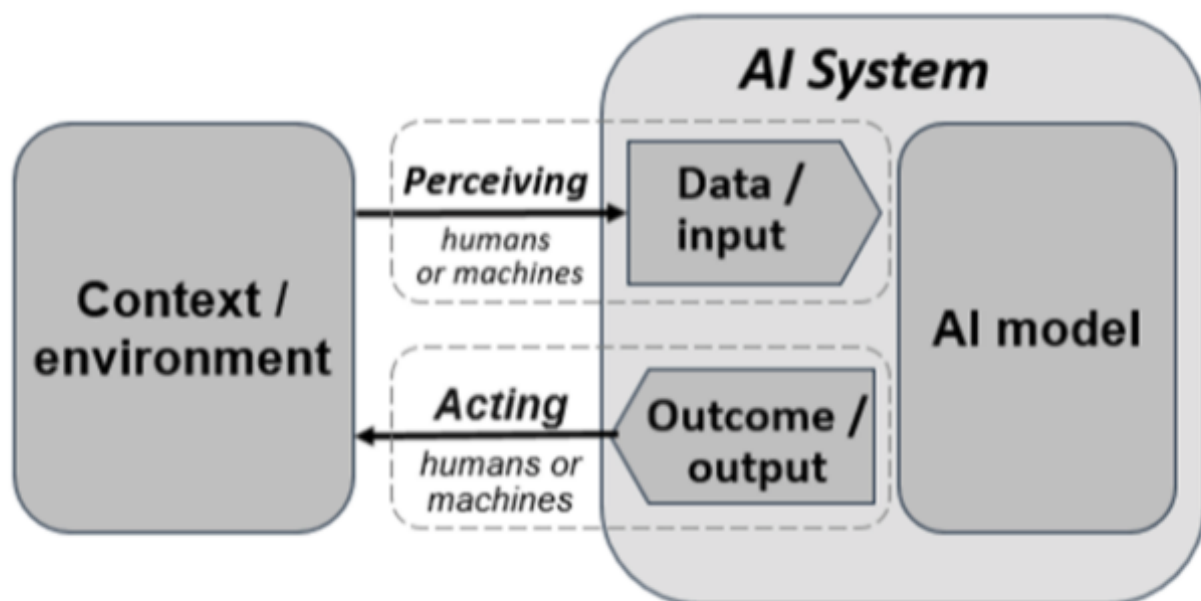 AI System
Perceiving
humans
or machines
Data /
input
Context /
environment
AI model
Acting
humans or
machines
Outcome /
output